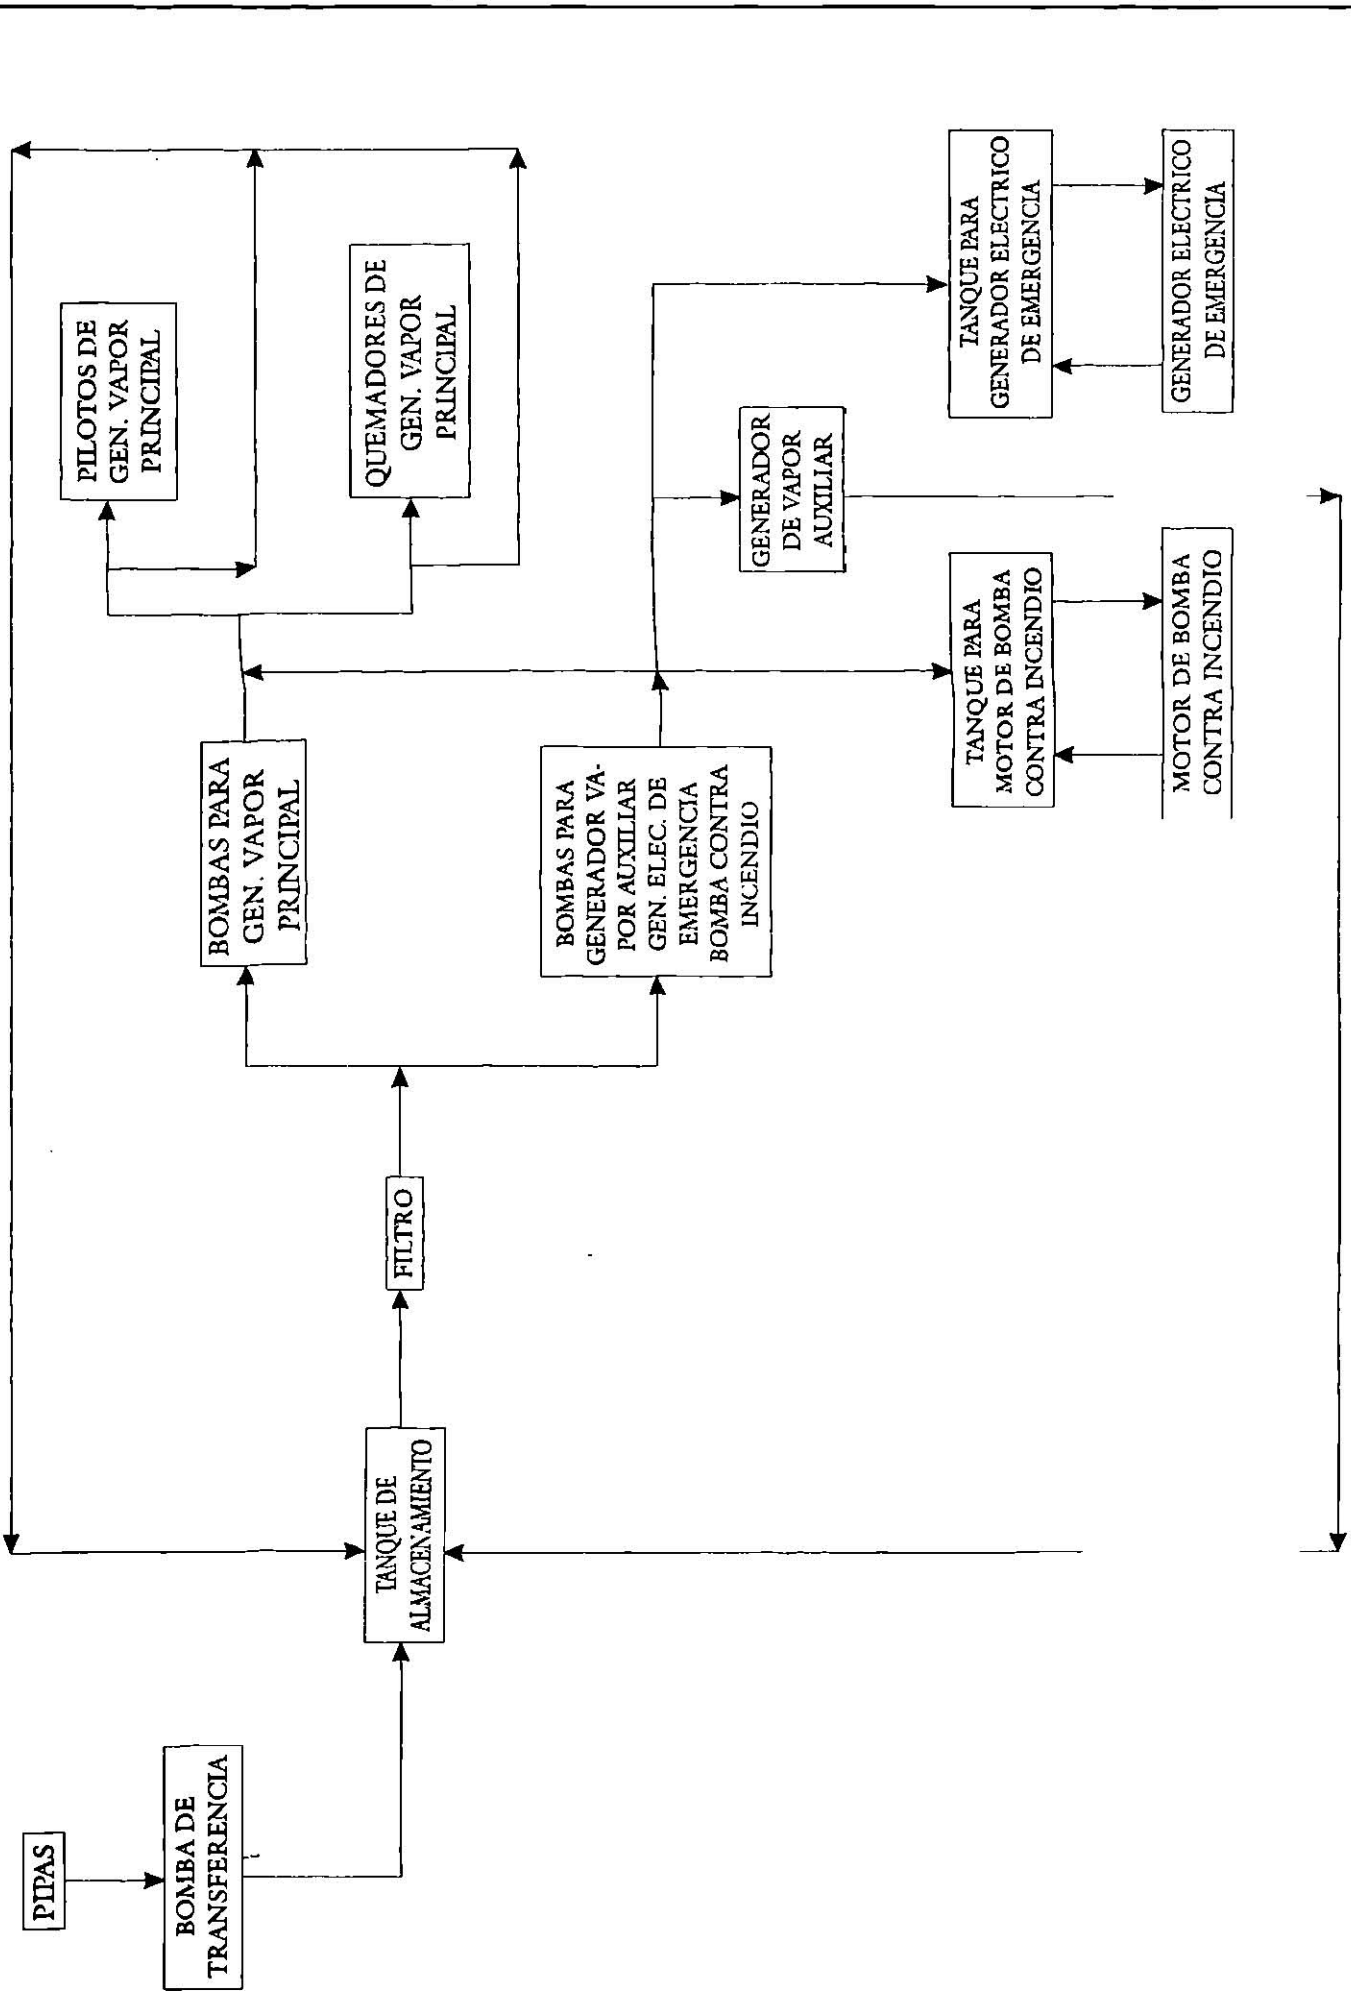 PIPAS
BOMBA DE
TRANSFERENCIA
TANQUE DE
ALMACENAMIENTO
FILTRO
BOMBAS PARA
GEN. VAPOR
PRINCIPAL
BOMBAS PARA
GENERADOR VA-
POR AUXILIAR
GEN. ELEC. DE
EMERGENCIA
BOMBA CONTRA
INCENDIO
PILOTOS DE
GEN. VAPOR
PRINCIPAL
QUEMADORES DE
GEN. VAPOR
PRINCIPAL
GENERADOR
DE VAPOR
AUXILIAR
TANQUE PARA
MOTOR DE BOMBA
CONTRA INCENDIO
MOTOR DE BOMBA
CONTRA INCENDIO
TANQUE PARA
GENERADOR ELECTRICO
DE EMERGENCIA
GENERADOR ELECTRICO
DE EMERGENCIA